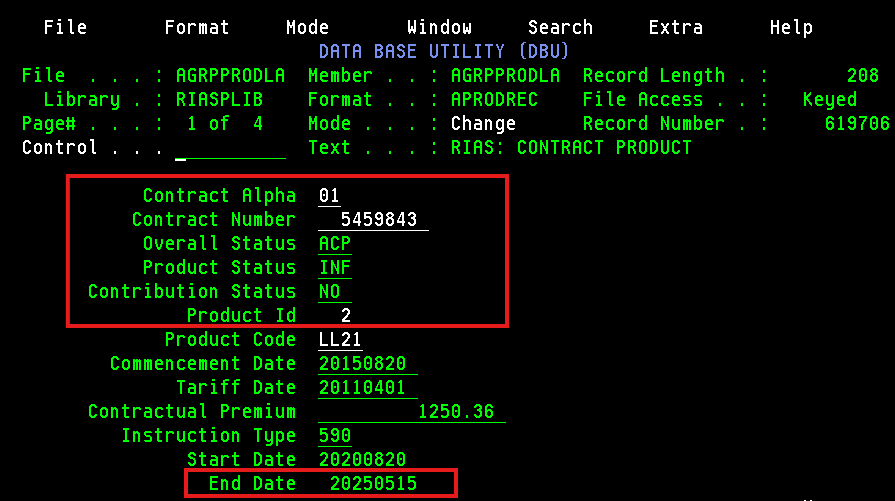 File Format Mode Window Search Extra Help
DATA BASE UTILITY (DBU)
File . . . : AGRPPRODLA Member . . : AGRPPRODLA Record Length . : 208
Library . : RIASPLIB Format . . : APRODREC File Access . . : Keyed
Page# . . . : 1 of 4 Mode . . . : Change Record Number . : 619706
Control . . . Text . . . : RIAS: CONTRACT PRODUCT
Contract Alpha 01
Contract Number 5459843
Overall Status ACP
Product Status INF
Contribution Status NO
Product Id 2
Product Code LL21
Commencement Date 20150820
Tariff Date 20110401
Contractual Premium 1250.36
Instruction Type 590
Start Date 20200820
End Date 20250515